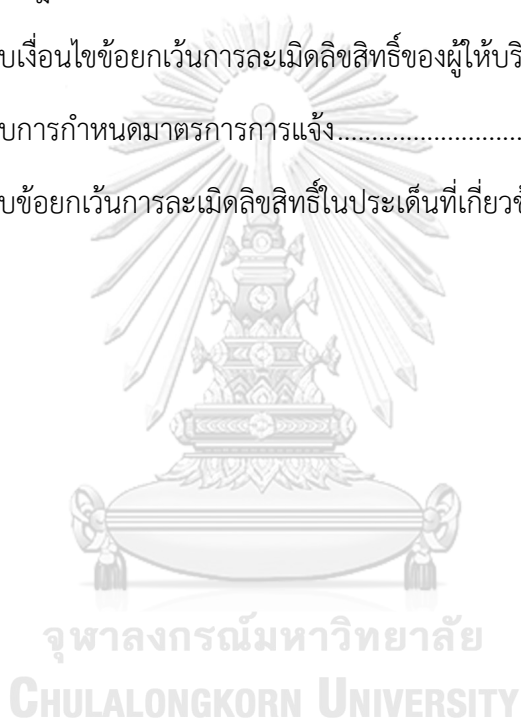 บเงื่อนไขข้อยกเว้นการละเมิดลิขสิทธิ์ของผู้ให้บริ
บการกำหนดมาตรการการแจ้ง..........................
บข้อยกเว้นการละเมิดลิขสิทธิ์ในประเด็นที่เกี่ยวข้
จุฬาลงกรณ์มหาวิทยาลัย
CHULALONGKORN UNIVERSITY